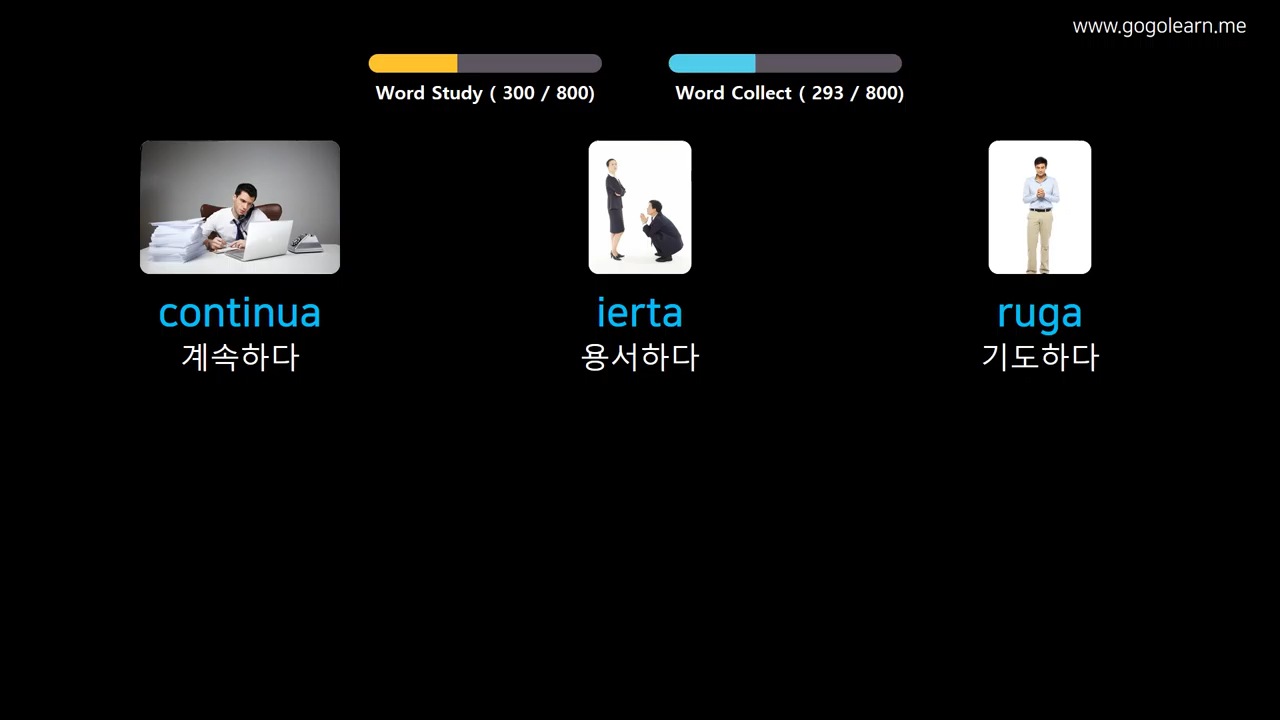 www.gogolearn.me
Word Study ( 300 / 800)
Word Collect ( 293 / 800)
continua
계속하다
ierta
용서하다
ruga
기도하다